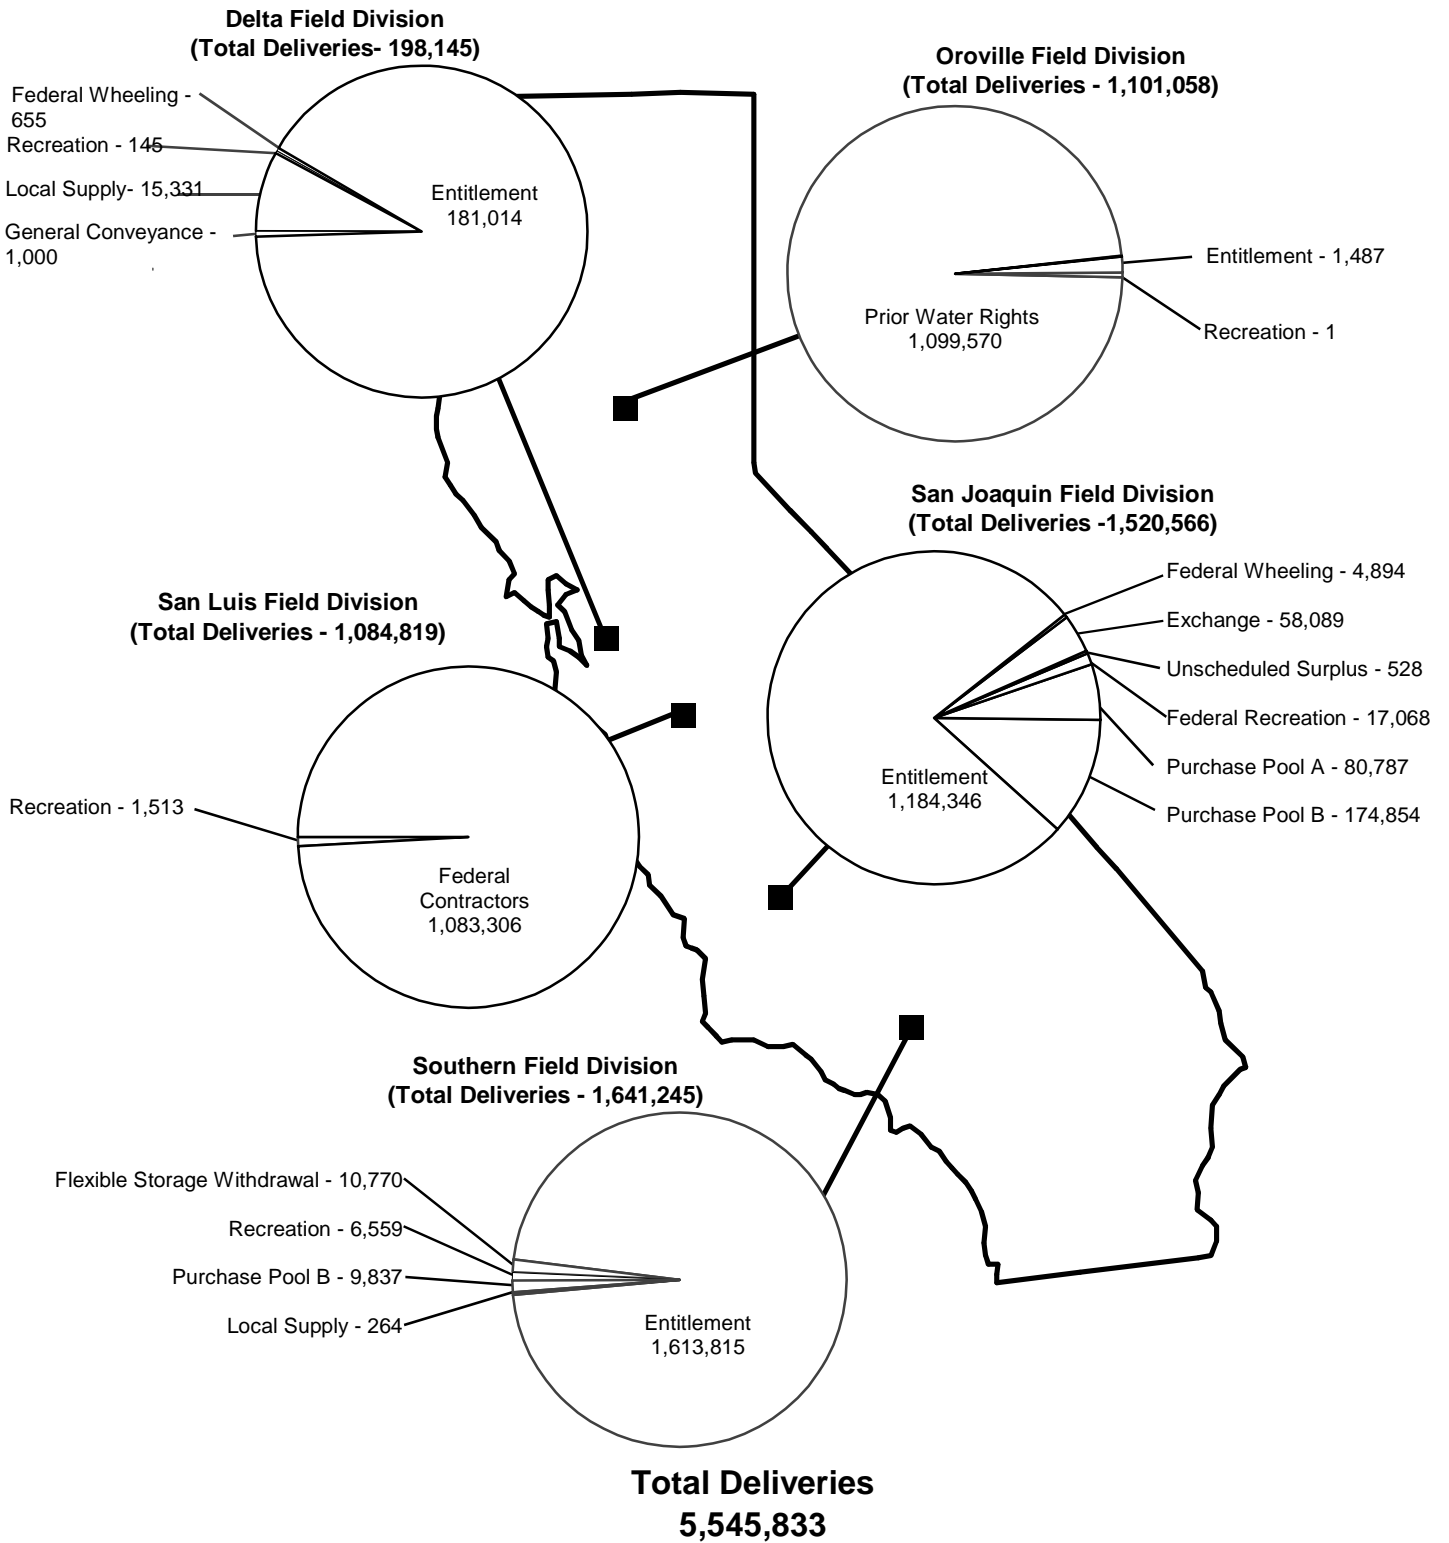 Delta Field Division
(Total Deliveries- 198,145)
Federal Wheeling -
655
Recreation - 145
Local Supply- 15,331
General Conveyance -
1,000
Entitlement
181,014
Oroville Field Division
(Total Deliveries - 1,101,058)
Entitlement - 1,487
Recreation - 1
Prior Water Rights
1,099,570
San Joaquin Field Division
(Total Deliveries -1,520,566)
Federal Wheeling - 4,894
Exchange - 58,089
Unscheduled Surplus - 528
Federal Recreation - 17,068
Purchase Pool A - 80,787
Purchase Pool B - 174,854
Entitlement
1,184,346
San Luis Field Division
(Total Deliveries - 1,084,819)
Recreation - 1,513
Federal
Contractors
1,083,306
Southern Field Division
(Total Deliveries - 1,641,245)
Flexible Storage Withdrawal - 10,770
Recreation - 6,559
Purchase Pool B - 9,837
Local Supply - 264
Entitlement
1,613,815
Total Deliveries
5,545,833